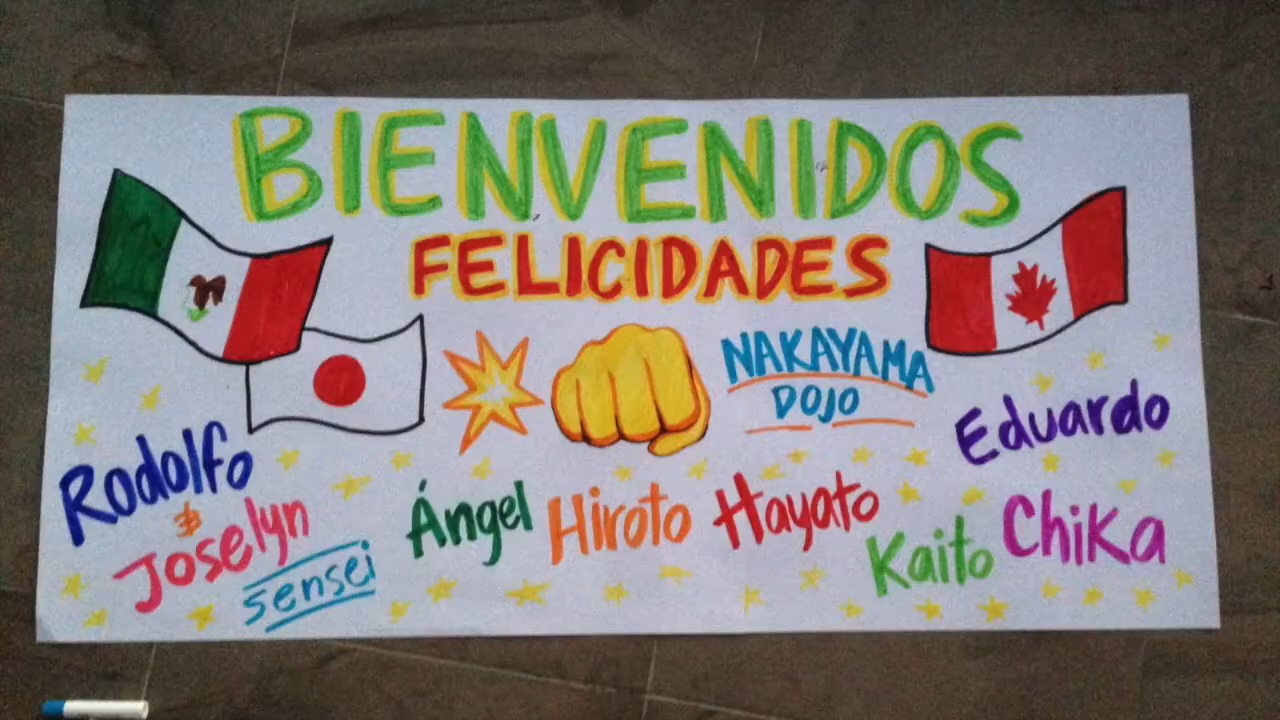 BIENVENIDOS
FELICIDADES
NAKAYAMA
DOJO
Rodolfo
&
Joselyn
sensei
Ángel
Hiroto
Hayato
Kaito
Eduardo
Chika